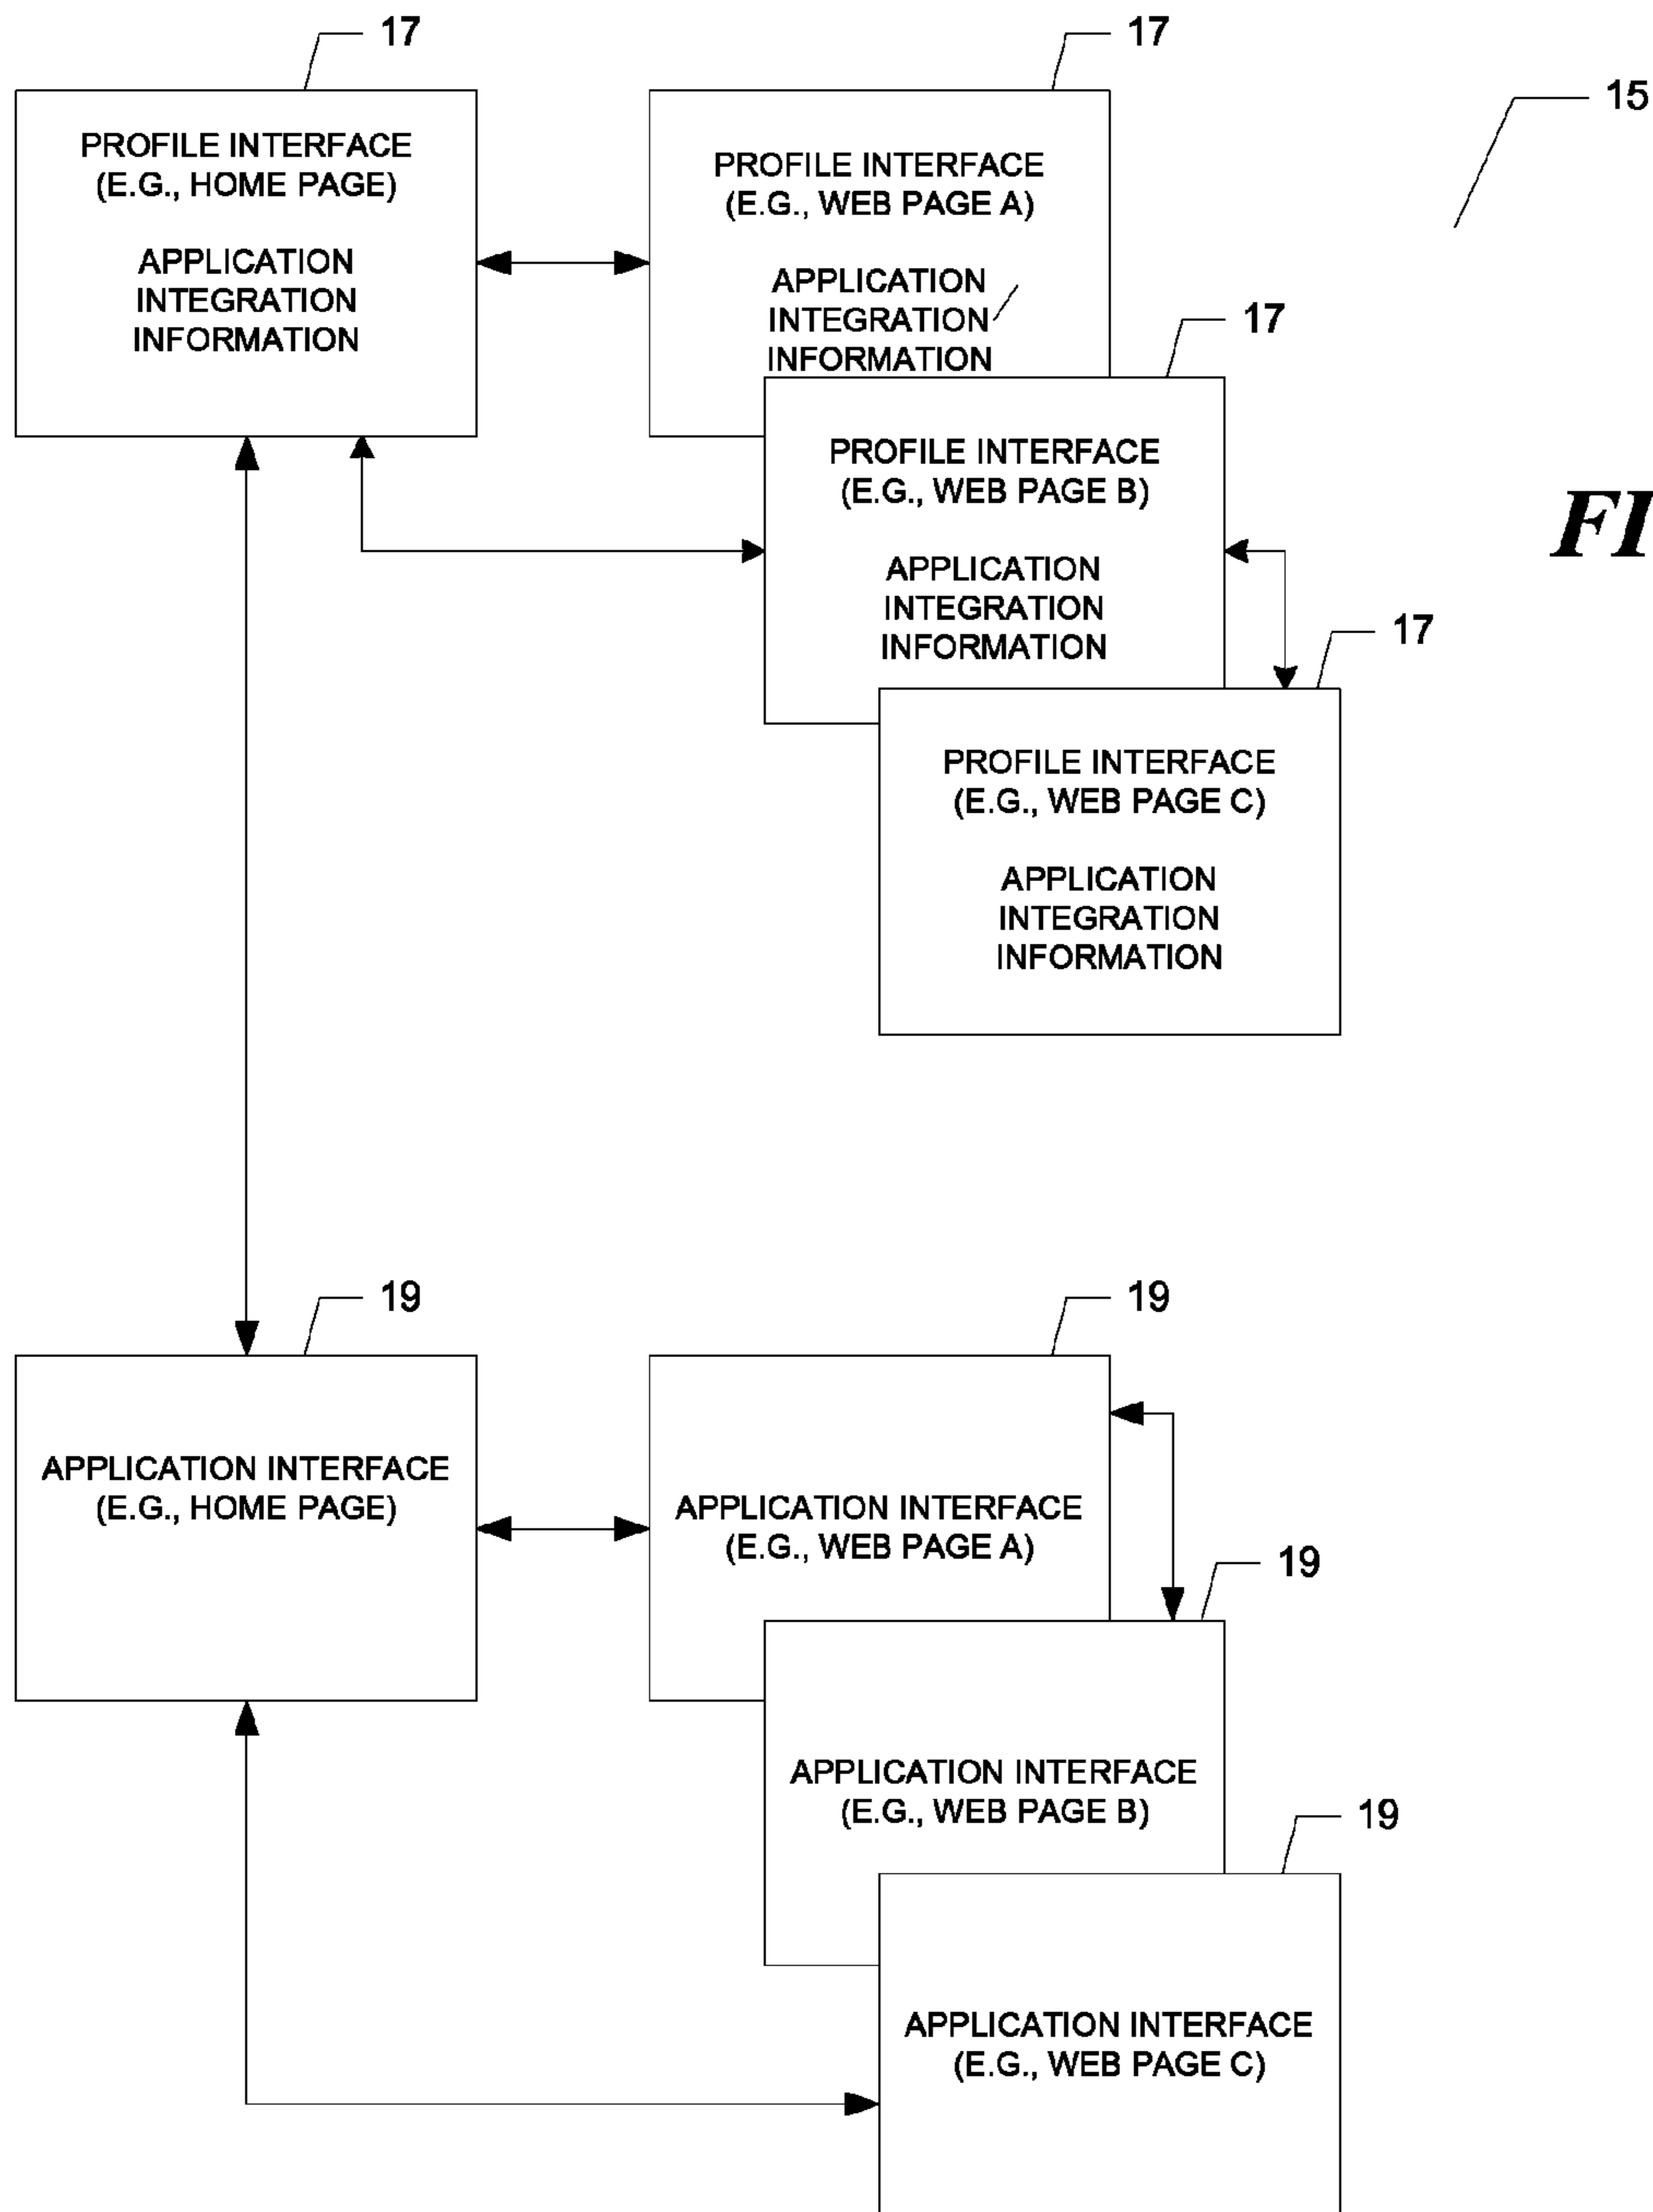 17
17
15
PROFILE INTERFACE
(E.G., HOME PAGE)
APPLICATION
INTEGRATION
INFORMATION
PROFILE INTERFACE
(E.G., WEB PAGE A)
APPLICATION
INTEGRATION
INFORMATION
17
PROFILE INTERFACE
(E.G., WEB PAGE B)
APPLICATION
INTEGRATION
INFORMATION
FI
17
PROFILE INTERFACE
(E.G., WEB PAGE C)
APPLICATION
INTEGRATION
INFORMATION
19
19
APPLICATION INTERFACE
(E.G., HOME PAGE)
APPLICATION INTERFACE
(E.G., WEB PAGE A)
19
APPLICATION INTERFACE
(E.G., WEB PAGE B)
19
APPLICATION INTERFACE
(E.G., WEB PAGE C)